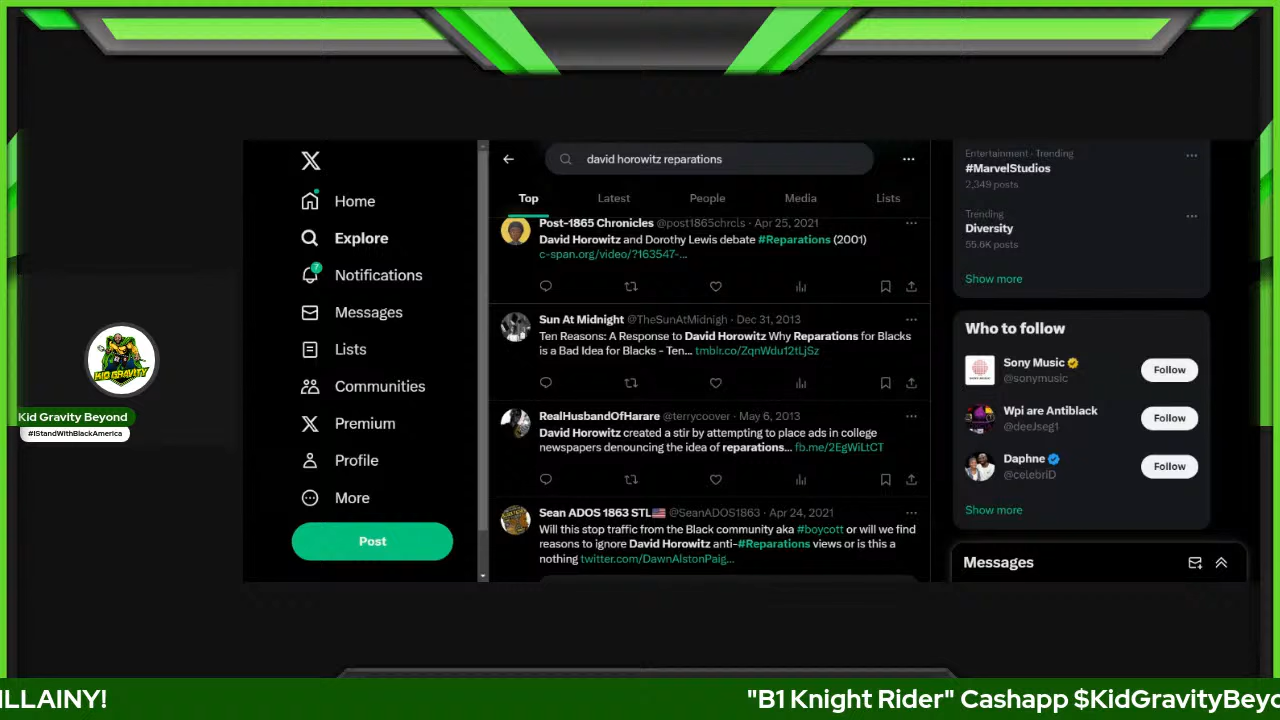 Home
Explore
7
Notifications
Messages
Lists
Communities
Premium
Profile
More
Post
david horowitz reparations
Top
Latest
People
Media
Lists
Post-1865 Chronicles @post1865chrcls · Apr 25, 2021
David Horowitz and Dorothy Lewis debate #Reparations (2001)
c-span.org/video/?163547-...
Sun At Midnight @TheSunAtMidnigh · Dec 31, 2013
Ten Reasons: A Response to David Horowitz Why Reparations for Blacks
is a Bad Idea for Blacks - Ten... tmblr.co/ZqnWdu12tLjSz
RealHusbandOfHarare @terrycoover · May 6, 2013
David Horowitz created a stir by attempting to place ads in college
newspapers denouncing the idea of reparations... fb.me/2EgWiLtCT
Sean ADOS 1863 STL @SeanADOS1863 · Apr 24, 2021
Will this stop traffic from the Black community aka #boycott or will we find
reasons to ignore David Horowitz anti-#Reparations views or is this a
nothing twitter.com/DawnAlstonPaig...
Entertainment · Trending
#MarvelStudios
2,349 posts
Trending
Diversity
55.6K posts
Show more
Who to follow
Sony Music
@sonymusic
Follow
Wpi are Antiblack
@deeJseg1
Follow
Daphne
@celebriD
Follow
Show more
Messages
KID GRAVITY
Kid Gravity Beyond
#IStandWithBlackAmerica
ILLAINY!
"B1 Knight Rider" Cashapp $KidGravityBeyo